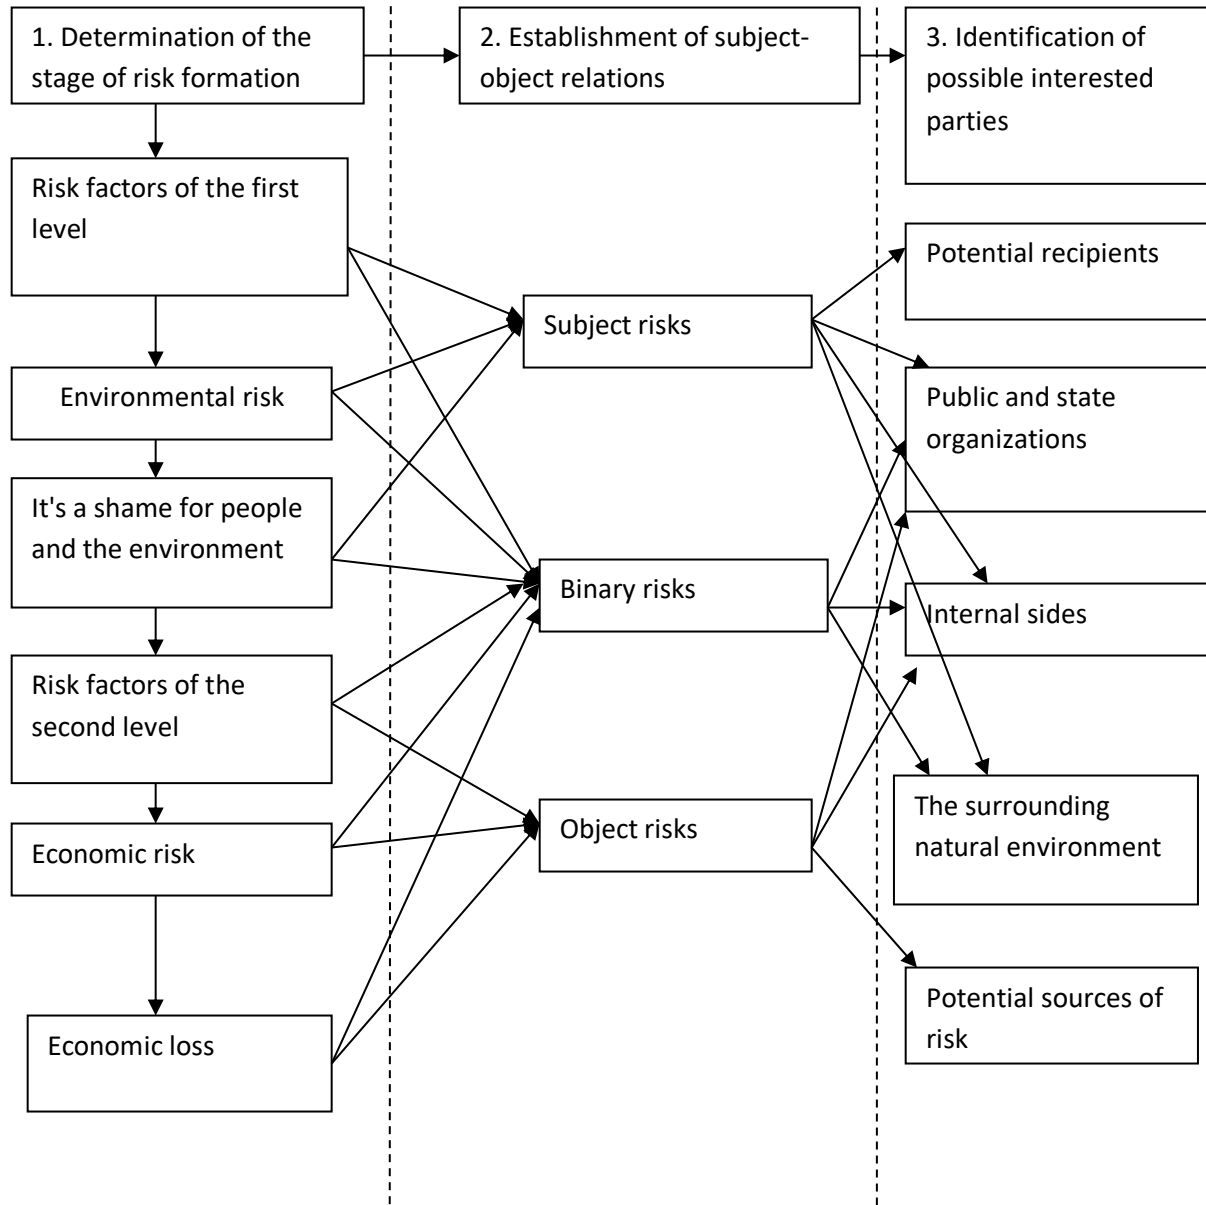 1. Determination of the
stage of risk formation
2. Establishment of subject-
object relations
3. Identification of
possible interested
parties
Risk factors of the first
level
Environmental risk
It's a shame for people
and the environment
Risk factors of the
second level
Economic risk
Economic loss
Subject risks
Binary risks
Object risks
Potential recipients
Public and state
organizations
Internal sides
The surrounding
natural environment
Potential sources of
risk